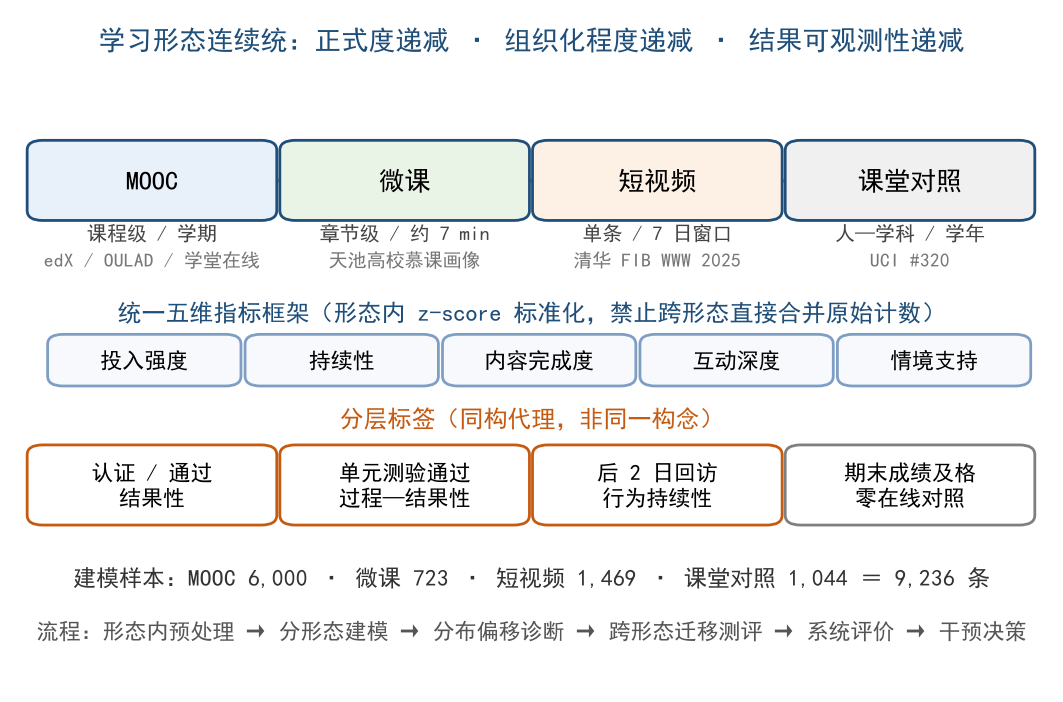 学习形态连续统：正式度递减 · 组织化程度递减 · 结果可观测性递减
MOOC
微课
短视频
课堂对照
课程级 / 学期
章节级 / 约 7 min
单条 / 7 日窗口
人—学科 / 学年
edX / OULAD / 学堂在线
天池高校慕课画像
清华 FIB WWW 2025
UCI #320
统一五维指标框架（形态内 z-score 标准化，禁止跨形态直接合并原始计数）
投入强度
持续性
内容完成度
互动深度
情境支持
分层标签（同构代理，非同一构念）
认证 / 通过
结果性
单元测验通过
过程—结果性
后 2 日回访
行为持续性
期末成绩及格
零在线对照
建模样本：MOOC 6,000 · 微课 723 · 短视频 1,469 · 课堂对照 1,044 ＝ 9,236 条
流程：形态内预处理 → 分形态建模 → 分布偏移诊断 → 跨形态迁移测评 → 系统评价 → 干预决策